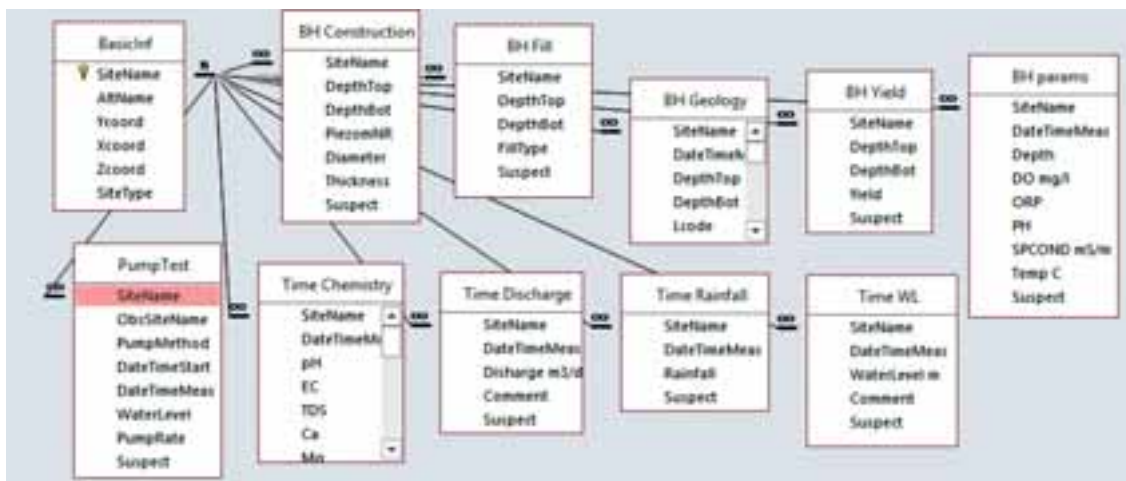 BasicInf
SiteName
AltName
Ycoord
Xcoord
Zcoord
SiteType
BH Construction
SiteName
DepthTop
DepthBot
PiezomNR
Diameter
Thickness
Suspect
BH Fill
SiteName
DepthTop
DepthBot
FillType
Suspect
BH Geology
SiteName
DateTimeM
DepthTop
DepthBot
Lcode
BH Yield
SiteName
DepthTop
DepthBot
Yield
Suspect
BH params
SiteName
DateTimeMeas
Depth
DO mg/l
ORP
PH
SPCOND mS/m
Temp C
Suspect
PumpTest
SiteName
ObsSiteName
PumpMethod
DateTimeStart
DateTimeMeas
WaterLevel
PumpRate
Suspect
Time Chemistry
SiteName
DateTimeM
pH
EC
TDS
Ca
Time Discharge
SiteName
DateTimeMeas
Disharge m3/d
Comment
Suspect
Time Rainfall
SiteName
DateTimeMeas
Rainfall
Suspect
Time WL
SiteName
DateTimeMeas
WaterLevel m
Comment
Suspect